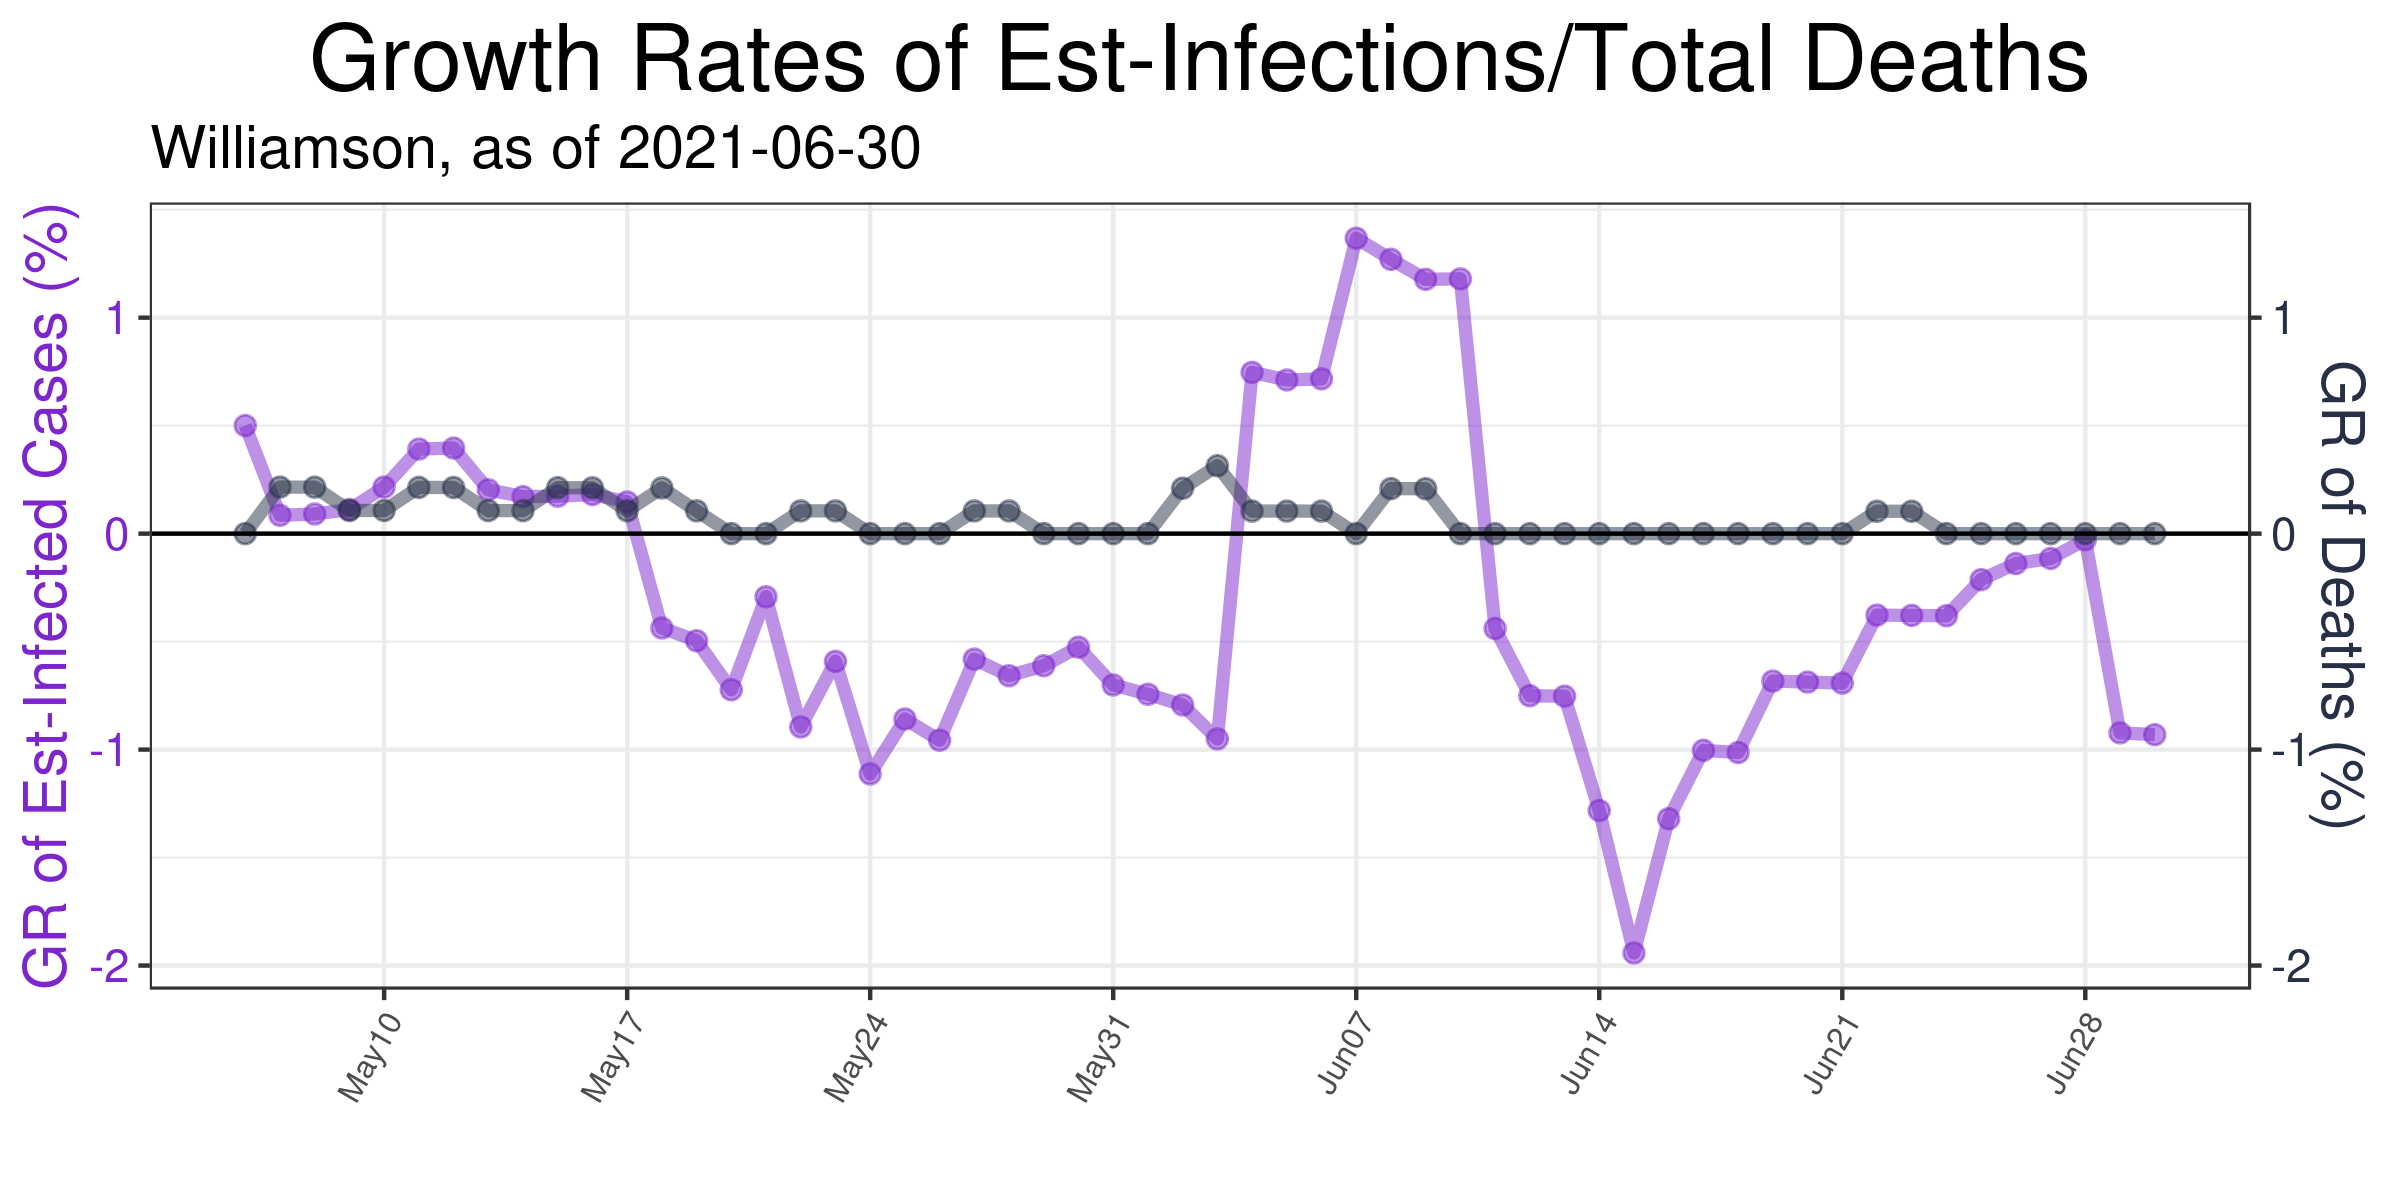 Growth Rates of Est-Infections/Total Deaths
Williamson, as of 2021-06-30
GR of Est-Infected Cases (%)
1
0
-1
-2
1
0
-1
-2
GR of Deaths (%)
May10
May17
May24
May31
Jun07
Jun14
Jun21
Jun28